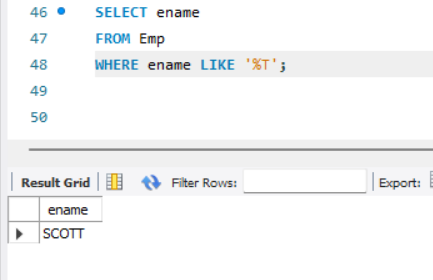 46 SELECT ename
47 FROM Emp
48 WHERE ename LIKE '%T';
49
50
Result Grid Filter Rows: Export:
ename
SCOTT